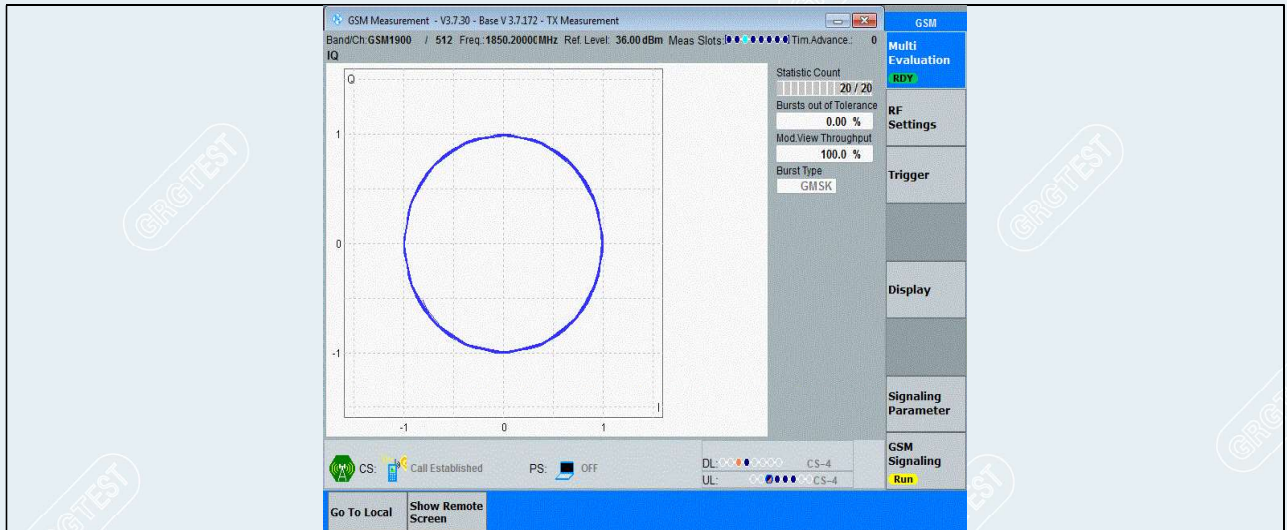 GSM Measurement - V3.7.30 - Base V 3.7.172 - TX Measurement
GSM
Band/Ch.:GSM1900 / 512 Freq.:1850.20000MHz Ref. Level: 36.00 dBm Meas Slots: Tim.Advance.: 0
IQ
Multi
Evaluation
RDY
RF
Settings
Trigger
Display
Signaling
Parameter
GSM
Signaling
Run
Statistic Count
20 / 20
Bursts out of Tolerance
0.00 %
Mod.View Throughput
100.0 %
Burst Type
GMSK
Q
1
0
-1
I
-1 0 1
CS: Call Established PS: OFF
DL: CS-4
UL: CS-4
Go To Local
Show Remote
Screen
GRGTEST
GRGTEST
GRGTEST
GRGTEST